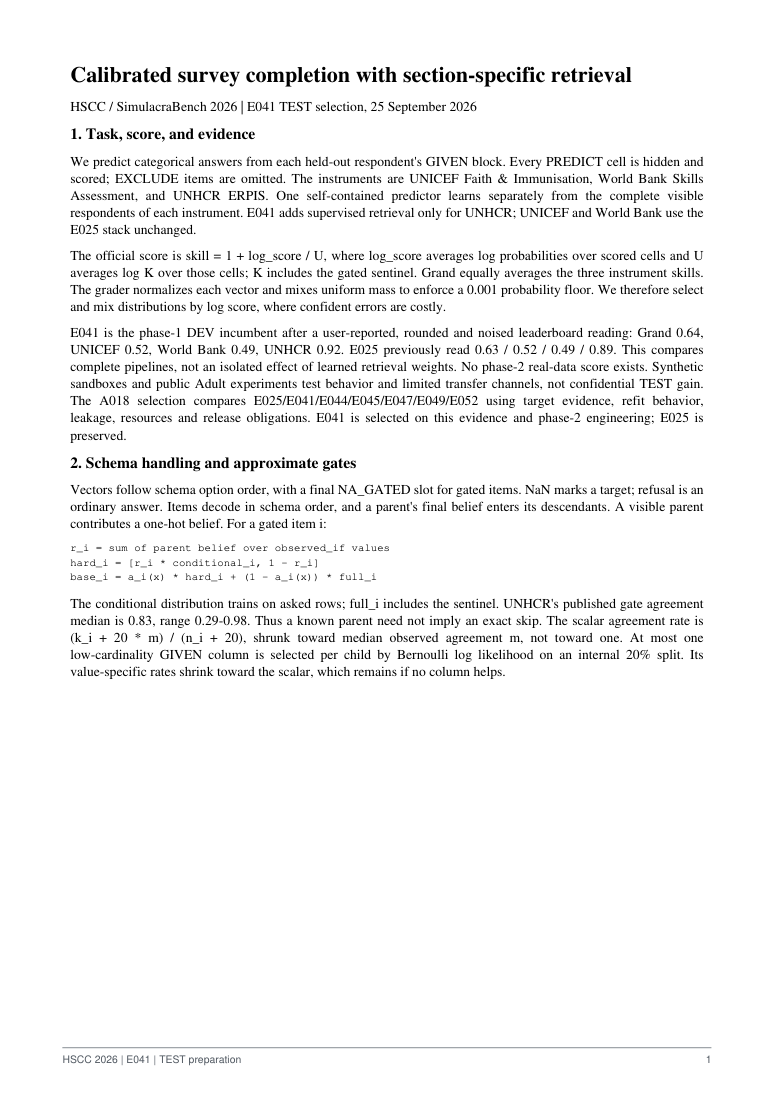 Calibrated survey completion with section-specific retrieval
HSCC / SimulacraBench 2026 | E041 TEST selection, 25 September 2026
1. Task, score, and evidence
We predict categorical answers from each held-out respondent's GIVEN block. Every PREDICT cell is hidden and
scored; EXCLUDE items are omitted. The instruments are UNICEF Faith & Immunisation, World Bank Skills
Assessment, and UNHCR ERPIS. One self-contained predictor learns separately from the complete visible
respondents of each instrument. E041 adds supervised retrieval only for UNHCR; UNICEF and World Bank use the
E025 stack unchanged.
The official score is skill = 1 + log_score / U, where log_score averages log probabilities over scored cells and U
averages log K over those cells; K includes the gated sentinel. Grand equally averages the three instrument skills.
The grader normalizes each vector and mixes uniform mass to enforce a 0.001 probability floor. We therefore select
and mix distributions by log score, where confident errors are costly.
E041 is the phase-1 DEV incumbent after a user-reported, rounded and noised leaderboard reading: Grand 0.64,
UNICEF 0.52, World Bank 0.49, UNHCR 0.92. E025 previously read 0.63 / 0.52 / 0.49 / 0.89. This compares
complete pipelines, not an isolated effect of learned retrieval weights. No phase-2 real-data score exists. Synthetic
sandboxes and public Adult experiments test behavior and limited transfer channels, not confidential TEST gain.
The A018 selection compares E025/E041/E044/E045/E047/E049/E052 using target evidence, refit behavior,
leakage, resources and release obligations. E041 is selected on this evidence and phase-2 engineering; E025 is
preserved.
2. Schema handling and approximate gates
Vectors follow schema option order, with a final NA_GATED slot for gated items. NaN marks a target; refusal is an
ordinary answer. Items decode in schema order, and a parent's final belief enters its descendants. A visible parent
contributes a one-hot belief. For a gated item i:
r_i = sum of parent belief over observed_if values
hard_i = [r_i * conditional_i, 1 - r_i]
base_i = a_i(x) * hard_i + (1 - a_i(x)) * full_i
The conditional distribution trains on asked rows; full_i includes the sentinel. UNHCR's published gate agreement
median is 0.83, range 0.29-0.98. Thus a known parent need not imply an exact skip. The scalar agreement rate is
(k_i + 20 * m) / (n_i + 20), shrunk toward median observed agreement m, not toward one. At most one
low-cardinality GIVEN column is selected per child by Bernoulli log likelihood on an internal 20% split. Its
value-specific rates shrink toward the scalar, which remains if no column helps.
HSCC 2026 | E041 | TEST preparation
1